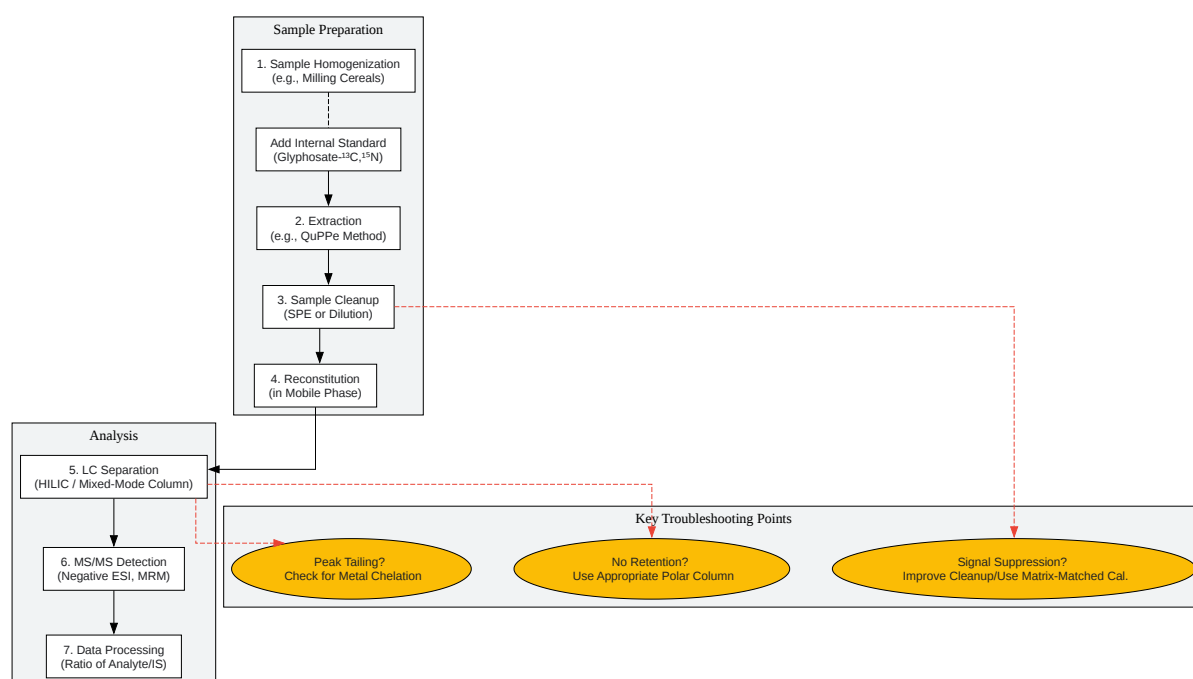 Sample Preparation
1. Sample Homogenization
(e.g., Milling Cereals)
Add Internal Standard
(Glyphosate-¹³C,¹⁵N)
2. Extraction
(e.g., QuPPe Method)
3. Sample Cleanup
(SPE or Dilution)
4. Reconstitution
(in Mobile Phase)
Analysis
5. LC Separation
(HILIC / Mixed-Mode Column)
6. MS/MS Detection
(Negative ESI, MRM)
7. Data Processing
(Ratio of Analyte/IS)
Key Troubleshooting Points
Peak Tailing?
Check for Metal Chelation
No Retention?
Use Appropriate Polar Column
Signal Suppression?
Improve Cleanup/Use Matrix-Matched Cal.